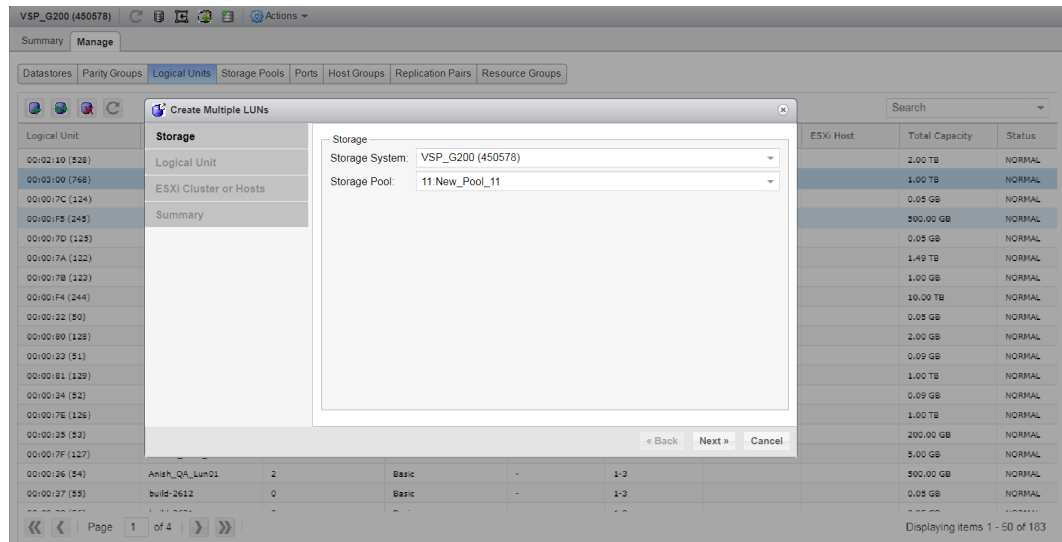 VSP_G200 (450578) Actions
Summary Manage
Datastores Parity Groups Logical Units Storage Pools Ports Host Groups Replication Pairs Resource Groups
Search
Create Multiple LUNs
Logical Unit ESXi Host Total Capacity Status
Storage
Logical Unit
ESXi Cluster or Hosts
Summary
Storage
Storage System: VSP_G200 (450578)
Storage Pool: 11:New_Pool_11
« Back Next » Cancel
00:02:10 (528) 2.00 TB NORMAL
00:03:00 (768) 1.00 TB NORMAL
00:00:7C (124) 0.05 GB NORMAL
00:00:F5 (245) 500.00 GB NORMAL
00:00:7D (125) 0.05 GB NORMAL
00:00:7A (122) 1.49 TB NORMAL
00:00:7B (123) 1.00 GB NORMAL
00:00:F4 (244) 10.00 TB NORMAL
00:00:32 (50) 0.05 GB NORMAL
00:00:80 (128) 2.00 GB NORMAL
00:00:33 (51) 0.09 GB NORMAL
00:00:81 (129) 1.00 TB NORMAL
00:00:34 (52) 0.09 GB NORMAL
00:00:7E (126) 1.00 TB NORMAL
00:00:35 (53) 200.00 GB NORMAL
00:00:7F (127) 5.00 GB NORMAL
00:00:36 (54) Anish_QA_Lun01 2 Basic - 1-3 500.00 GB NORMAL
00:00:37 (55) build-2612 0 Basic - 1-3 0.05 GB NORMAL
Page 1 of 4 Displaying items 1 - 50 of 183